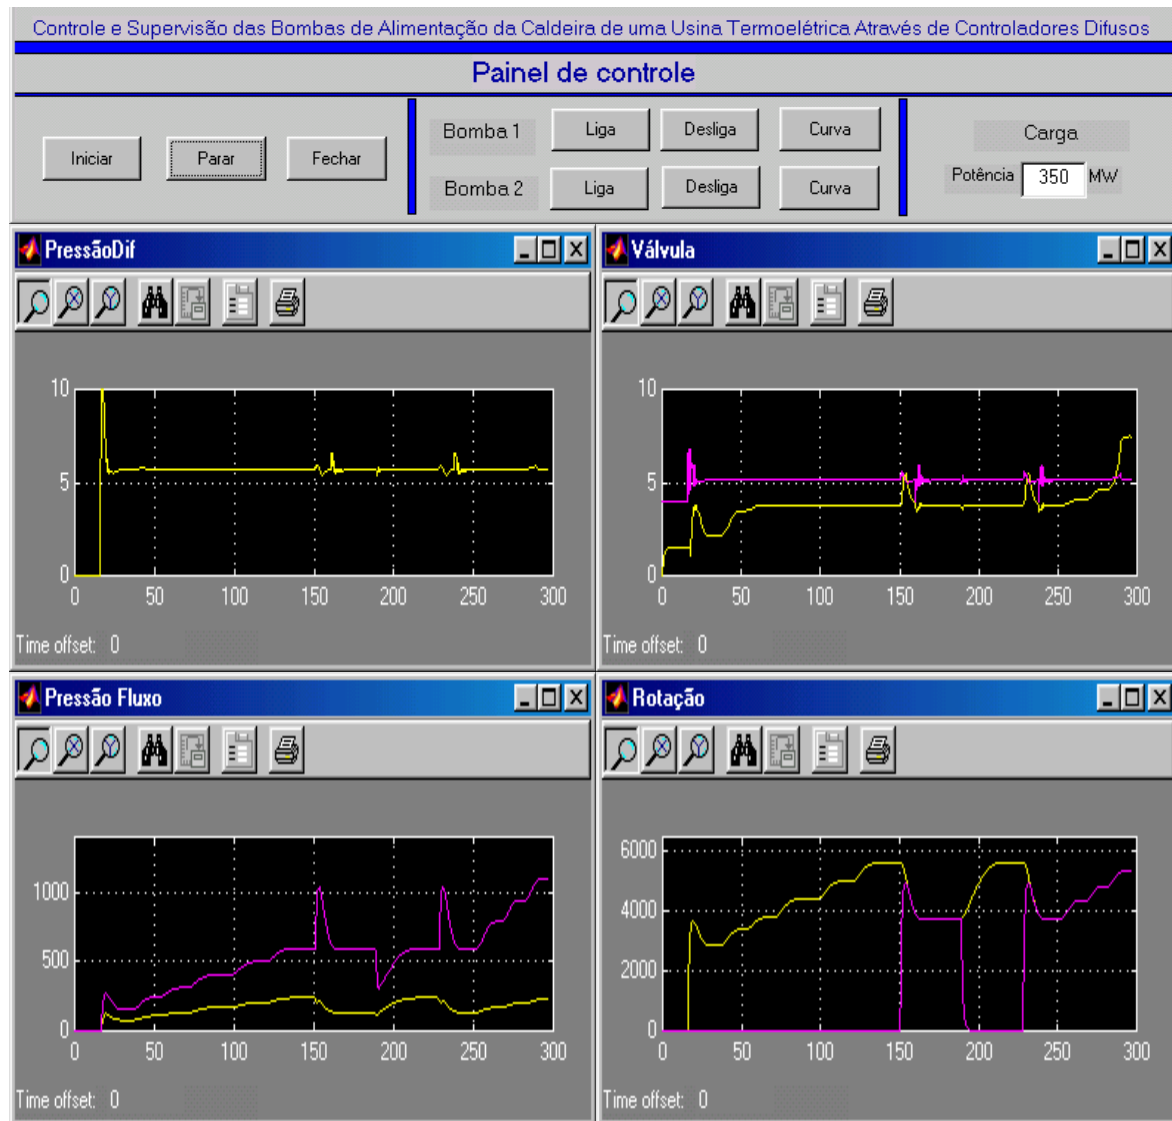 Controle e Supervisão das Bombas de Alimentação da Caldeira de uma Usina Termoelétrica Através de Controladores Difusos
Painel de controle
Iniciar Parar Fechar
Bomba 1 Liga Desliga Curva
Bomba 2 Liga Desliga Curva
Carga
Potência 350 MW
PressãoDif
10
5
0
0 50 100 150 200 250 300
Time offset: 0
Válvula
10
5
0
0 50 100 150 200 250 300
Time offset: 0
Pressão Fluxo
1000
500
0
0 50 100 150 200 250 300
Time offset: 0
Rotação
6000
4000
2000
0
0 50 100 150 200 250 300
Time offset: 0